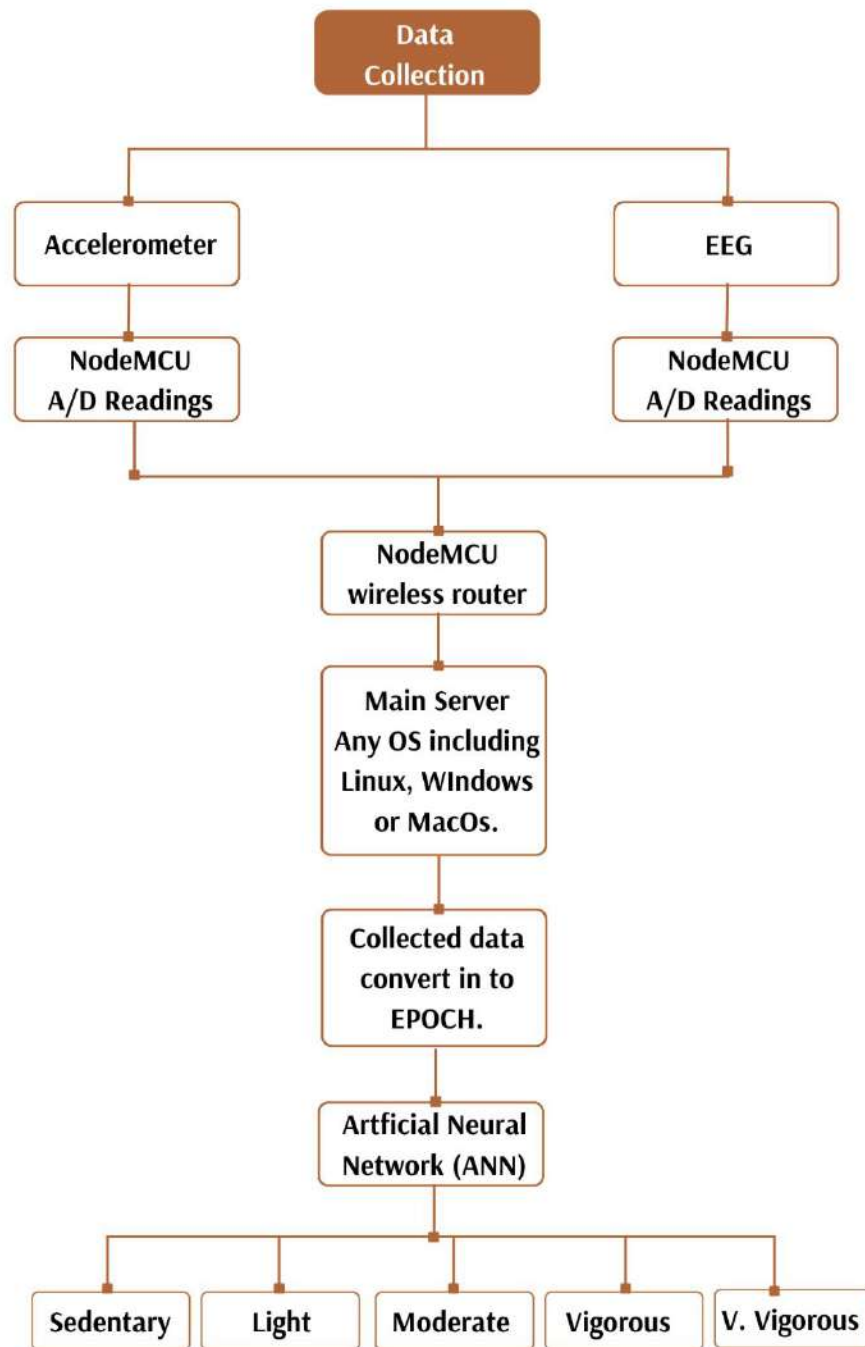 Data
Collection
Accelerometer
EEG
NodeMCU
A/D Readings
NodeMCU
A/D Readings
NodeMCU
wireless router
Main Server
Any OS including
Linux, WIndows
or MacOs.
Collected data
convert in to
EPOCH.
Artficial Neural
Network (ANN)
Sedentary
Light
Moderate
Vigorous
V. Vigorous